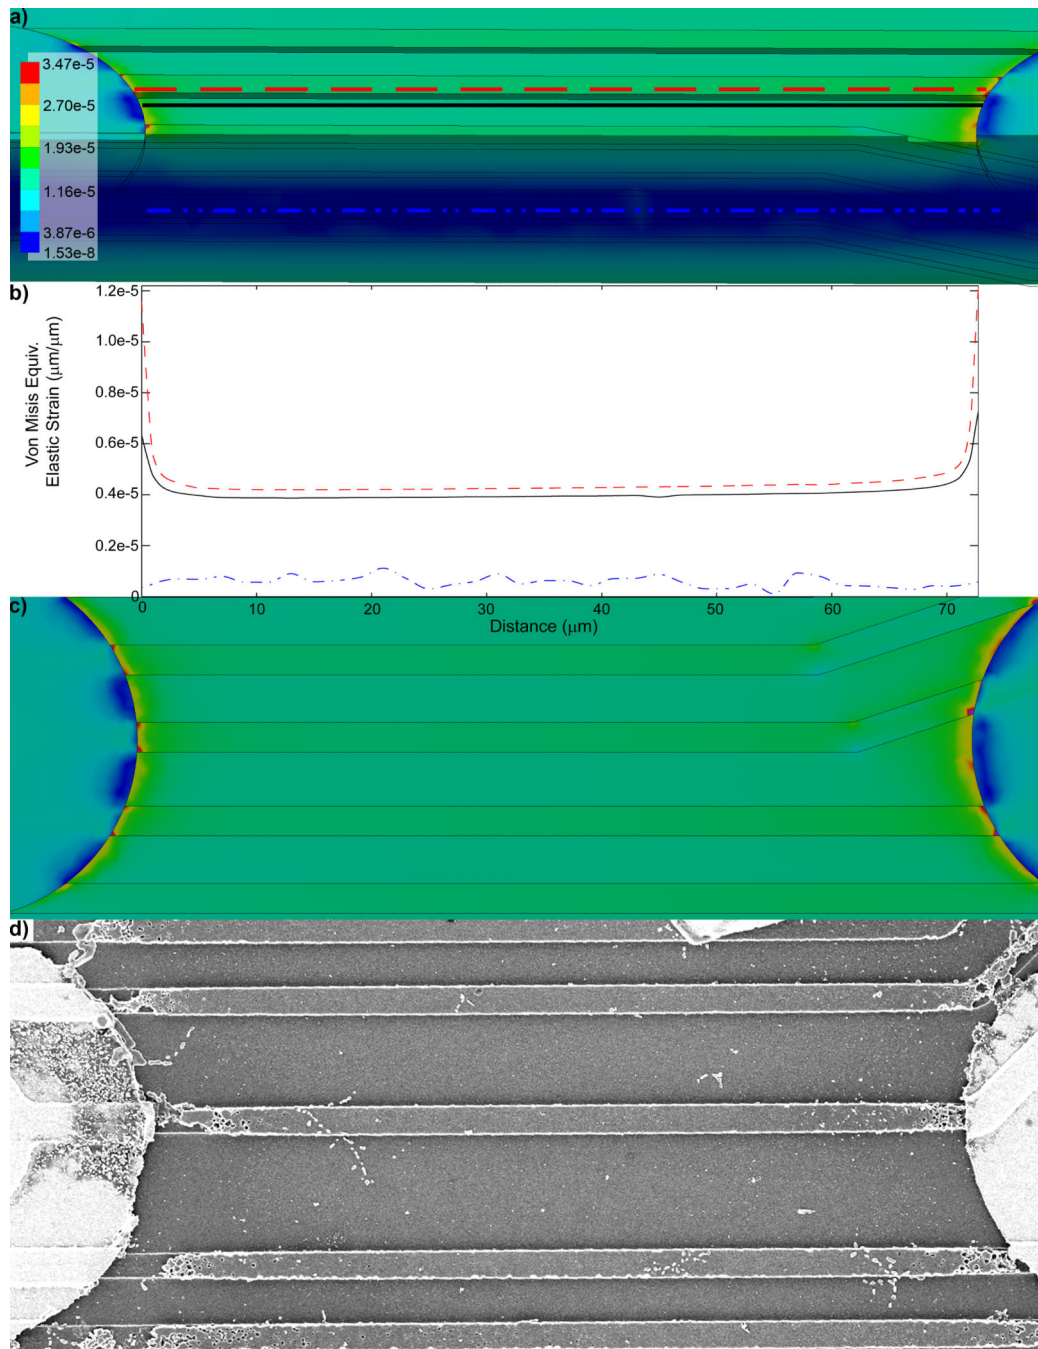 a)
3.47e-5
2.70e-5
1.93e-5
1.16e-5
3.87e-6
1.53e-8
b)
Von Misis Equiv.
Elastic Strain (μm/μm)
1.2e-5
1.0e-5
0.8e-5
0.6e-5
0.4e-5
0.2e-5
0
0 10 20 30 40 50 60 70
Distance (μm)
c)
d)